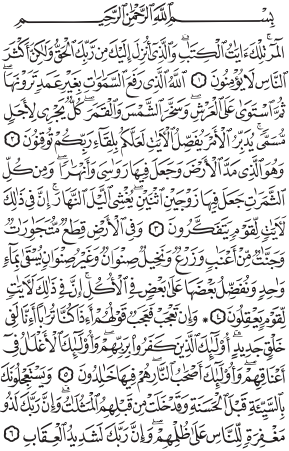 بِسْمِ ٱللَّهِ ٱلرَّحْمَٰنِ ٱلرَّحِيمِ
الٓمٓر ۚ تِلْكَ ءَايَٰتُ ٱلْكِتَٰبِ ۗ وَٱلَّذِىٓ أُنزِلَ إِلَيْكَ مِن رَّبِّكَ ٱلْحَقُّ وَلَٰكِنَّ أَكْثَرَ
ٱلنَّاسِ لَا يُؤْمِنُونَ ۝١ ٱللَّهُ ٱلَّذِى رَفَعَ ٱلسَّمَٰوَٰتِ بِغَيْرِ عَمَدٍ تَرَوْنَهَا ۖ
ثُمَّ ٱسْتَوَىٰ عَلَى ٱلْعَرْشِ ۖ وَسَخَّرَ ٱلشَّمْسَ وَٱلْقَمَرَ ۖ كُلٌّ يَجْرِى لِأَجَلٍ
مُّسَمًّى ۚ يُدَبِّرُ ٱلْأَمْرَ يُفَصِّلُ ٱلْءَايَٰتِ لَعَلَّكُم بِلِقَآءِ رَبِّكُمْ تُوقِنُونَ ۝٢
وَهُوَ ٱلَّذِى مَدَّ ٱلْأَرْضَ وَجَعَلَ فِيهَا رَوَٰسِىَ وَأَنْهَٰرًا ۖ وَمِن كُلِّ
ٱلثَّمَرَٰتِ جَعَلَ فِيهَا زَوْجَيْنِ ٱثْنَيْنِ ۖ يُغْشِى ٱلَّيْلَ ٱلنَّهَارَ ۚ إِنَّ فِى ذَٰلِكَ
لَءَايَٰتٍ لِّقَوْمٍ يَتَفَكَّرُونَ ۝٣ وَفِى ٱلْأَرْضِ قِطَعٌ مُّتَجَٰوِرَٰتٌ
وَجَنَّٰتٌ مِّنْ أَعْنَٰبٍ وَزَرْعٌ وَنَخِيلٌ صِنْوَانٌ وَغَيْرُ صِنْوَانٍ يُسْقَىٰ بِمَآءٍ
وَٰحِدٍ وَنُفَضِّلُ بَعْضَهَا عَلَىٰ بَعْضٍ فِى ٱلْأُكُلِ ۚ إِنَّ فِى ذَٰلِكَ لَءَايَٰتٍ
لِّقَوْمٍ يَعْقِلُونَ ۝٤ ۞ وَإِن تَعْجَبْ فَعَجَبٌ قَوْلُهُمْ أَءِذَا كُنَّا تُرَٰبًا أَءِنَّا لَفِى
خَلْقٍ جَدِيدٍ ۗ أُو۟لَٰٓئِكَ ٱلَّذِينَ كَفَرُوا۟ بِرَبِّهِمْ ۖ وَأُو۟لَٰٓئِكَ ٱلْأَغْلَٰلُ فِىٓ
أَعْنَاقِهِمْ ۖ وَأُو۟لَٰٓئِكَ أَصْحَٰبُ ٱلنَّارِ ۖ هُمْ فِيهَا خَٰلِدُونَ ۝٥ وَيَسْتَعْجِلُونَكَ
بِٱلسَّيِّئَةِ قَبْلَ ٱلْحَسَنَةِ وَقَدْ خَلَتْ مِن قَبْلِهِمُ ٱلْمَثُلَٰتُ ۗ وَإِنَّ رَبَّكَ لَذُو
مَغْفِرَةٍ لِّلنَّاسِ عَلَىٰ ظُلْمِهِمْ ۖ وَإِنَّ رَبَّكَ لَشَدِيدُ ٱلْعِقَابِ ۝٦